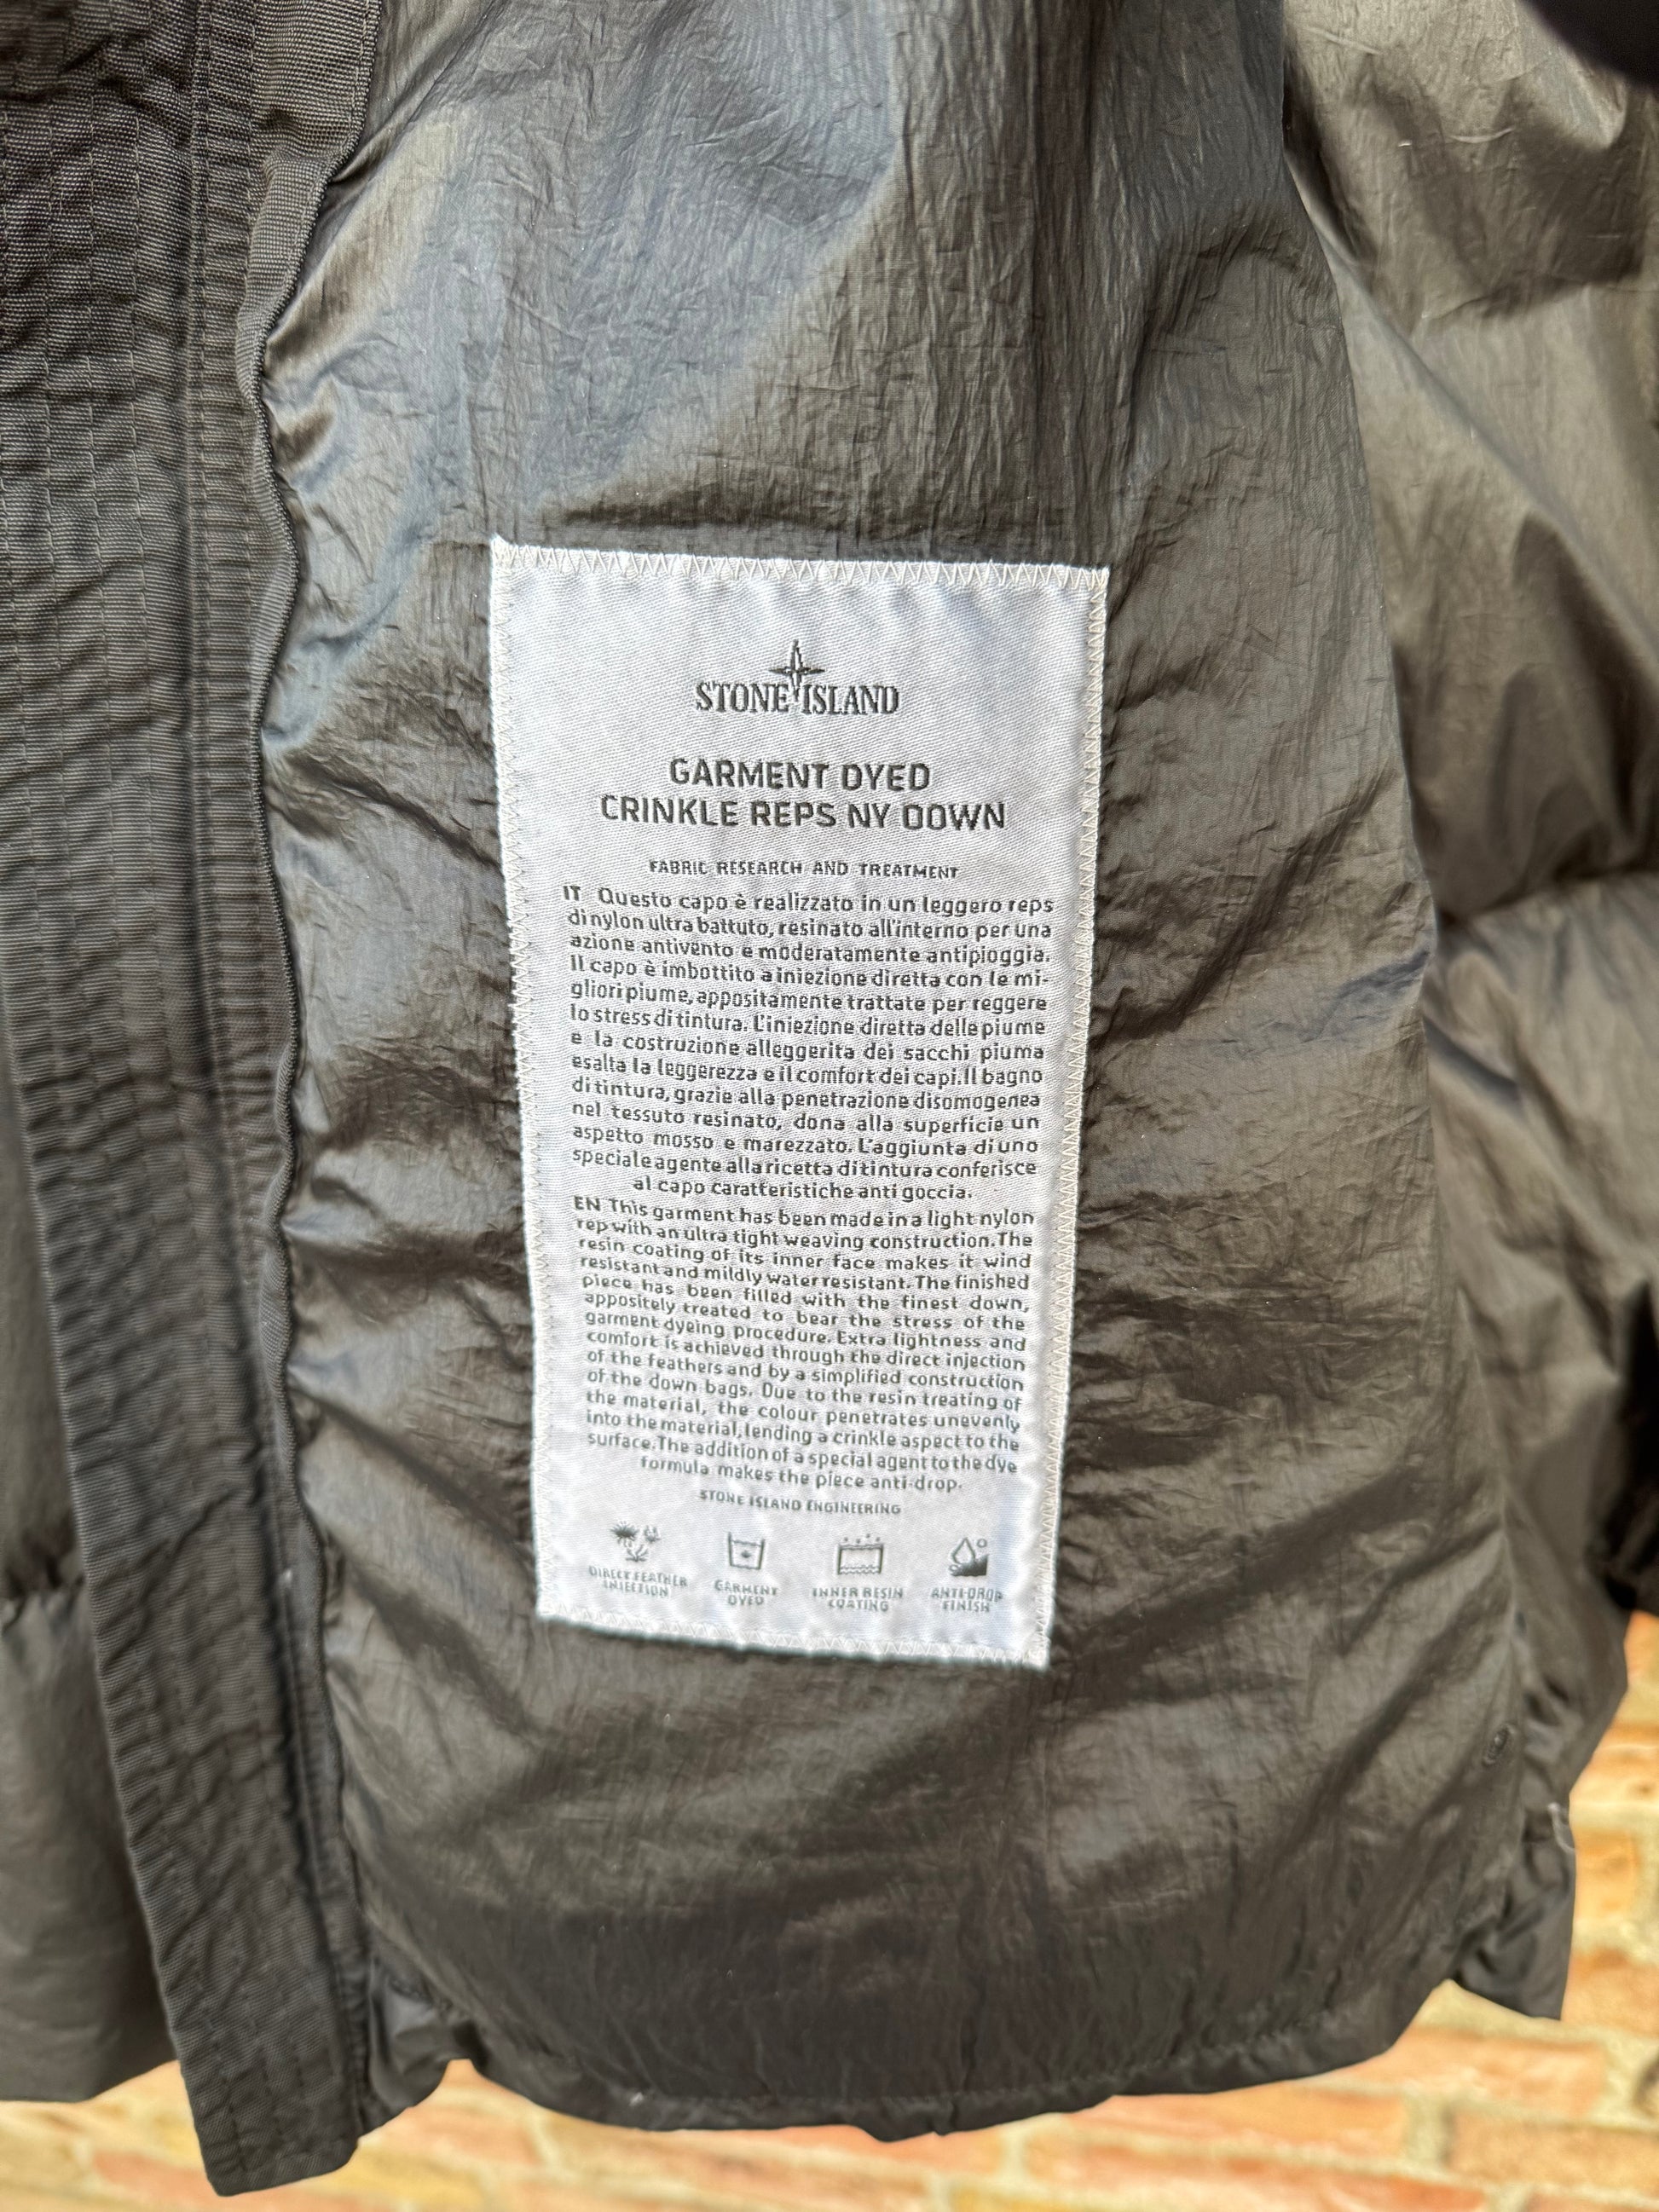 STONE ISLAND
GARMENT DYED
CRINKLE REPS NY DOWN
FABRIC RESEARCH AND TREATMENT
IT Questo capo è realizzato in un leggero reps
di nylon ultra battuto, resinato all'interno per una
azione antivento e moderatamente antipioggia.
Il capo è imbottito a iniezione diretta con le mi-
gliori piume, appositamente trattate per reggere
lo stress di tintura. L'iniezione diretta delle piume
e la costruzione alleggerita dei sacchi piuma
esalta la leggerezza e il comfort dei capi. Il bagno
di tintura, grazie alla penetrazione disomogenea
nel tessuto resinato, dona alla superficie un
aspetto mosso e marezzato. L'aggiunta di uno
speciale agente alla ricetta di tintura conferisce
al capo caratteristiche anti goccia.
EN This garment has been made in a light nylon
rep with an ultra tight weaving construction. The
resin coating of its inner face makes it wind
resistant and mildly water resistant. The finished
piece has been filled with the finest down,
appositely treated to bear the stress of the
garment dyeing procedure. Extra lightness and
comfort is achieved through the direct injection
of the feathers and by a simplified construction
of the down bags. Due to the resin treating of
the material, the colour penetrates unevenly
into the material, lending a crinkle aspect to the
surface. The addition of a special agent to the dye
formula makes the piece anti-drop.
STONE ISLAND ENGINEERING
DIRECT FEATHER
INJECTION
GARMENT
DYED
INNER RESIN
COATING
ANTI-DROP
FINISH